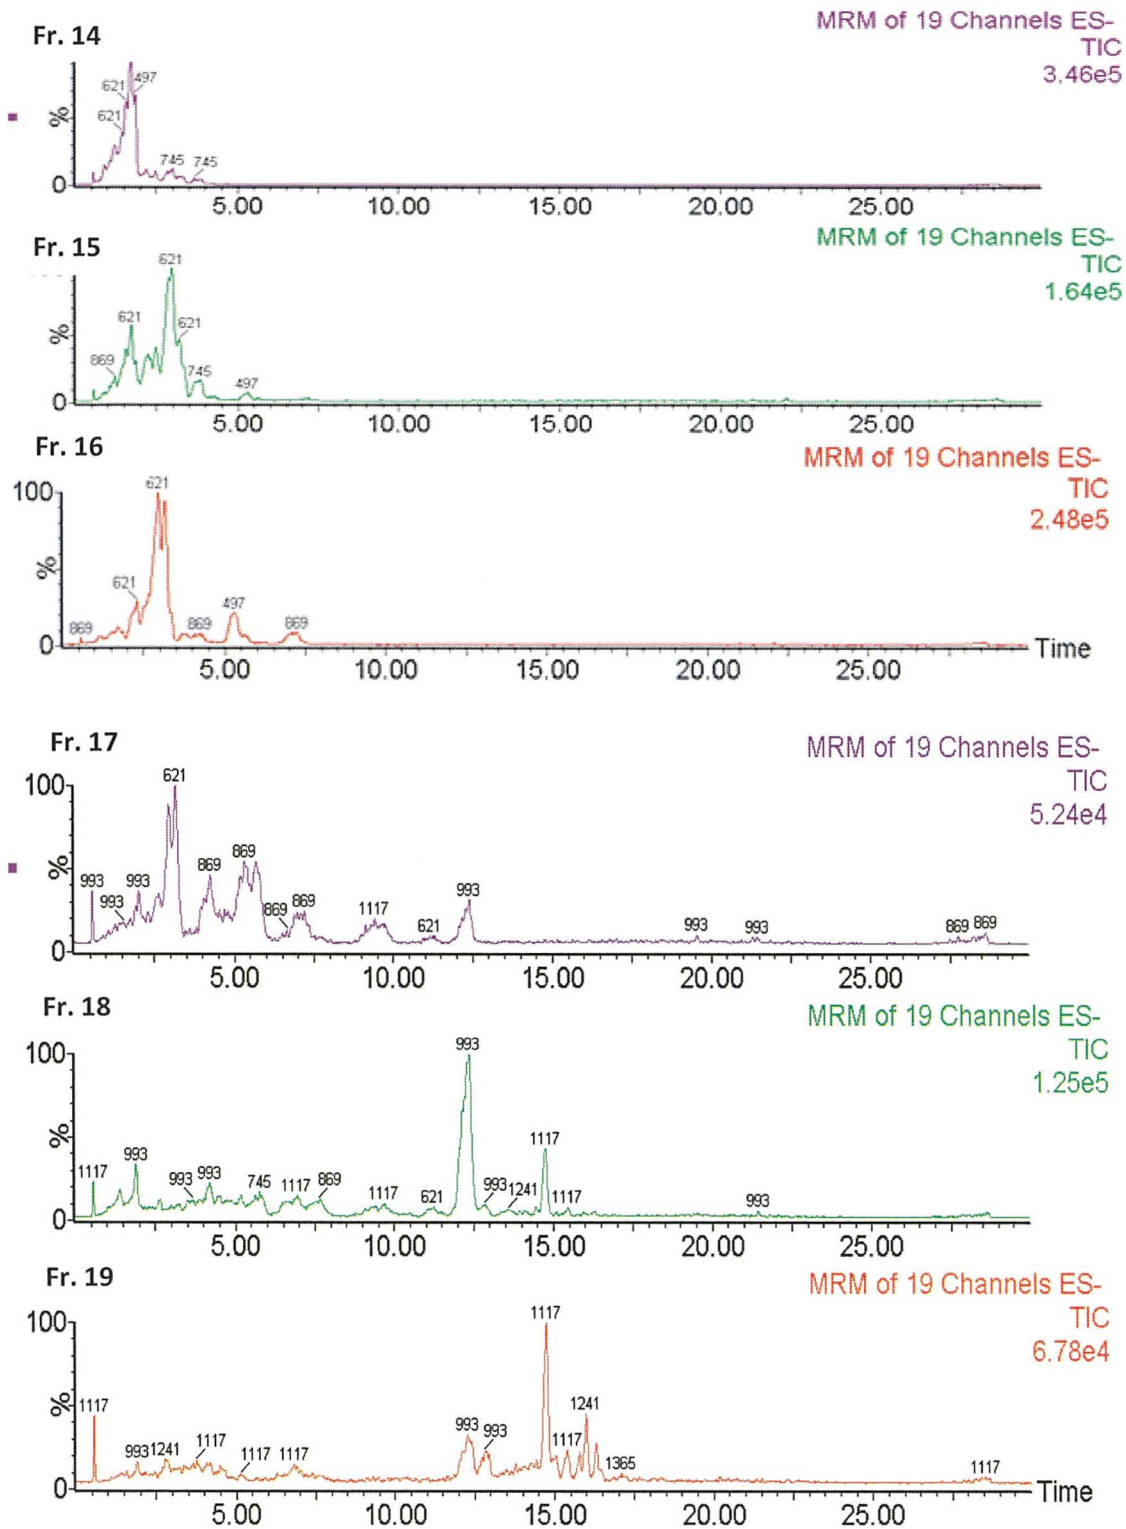 Fr. 14
MRM of 19 Channels ES-
TIC
3.46e5
%
0
621
621
497
745
745
5.00 10.00 15.00 20.00 25.00
Fr. 15
MRM of 19 Channels ES-
TIC
1.64e5
%
0
869
621
621
621
745
497
5.00 10.00 15.00 20.00 25.00
Fr. 16
MRM of 19 Channels ES-
TIC
2.48e5
100
%
0
869
621
621
869
497
869
Time
5.00 10.00 15.00 20.00 25.00
Fr. 17
MRM of 19 Channels ES-
TIC
5.24e4
100
%
0
993
993
993
621
869
869
869
869
1117
621
993
993
993
869
869
5.00 10.00 15.00 20.00 25.00
Fr. 18
MRM of 19 Channels ES-
TIC
1.25e5
100
%
0
1117
993
993
993
745
1117
869
1117
621
993
993
1241
1117
1117
993
5.00 10.00 15.00 20.00 25.00
Fr. 19
MRM of 19 Channels ES-
TIC
6.78e4
100
%
0
1117
993
1241
1117
1117
1117
993
993
1117
1117
1241
1365
1117
Time
5.00 10.00 15.00 20.00 25.00